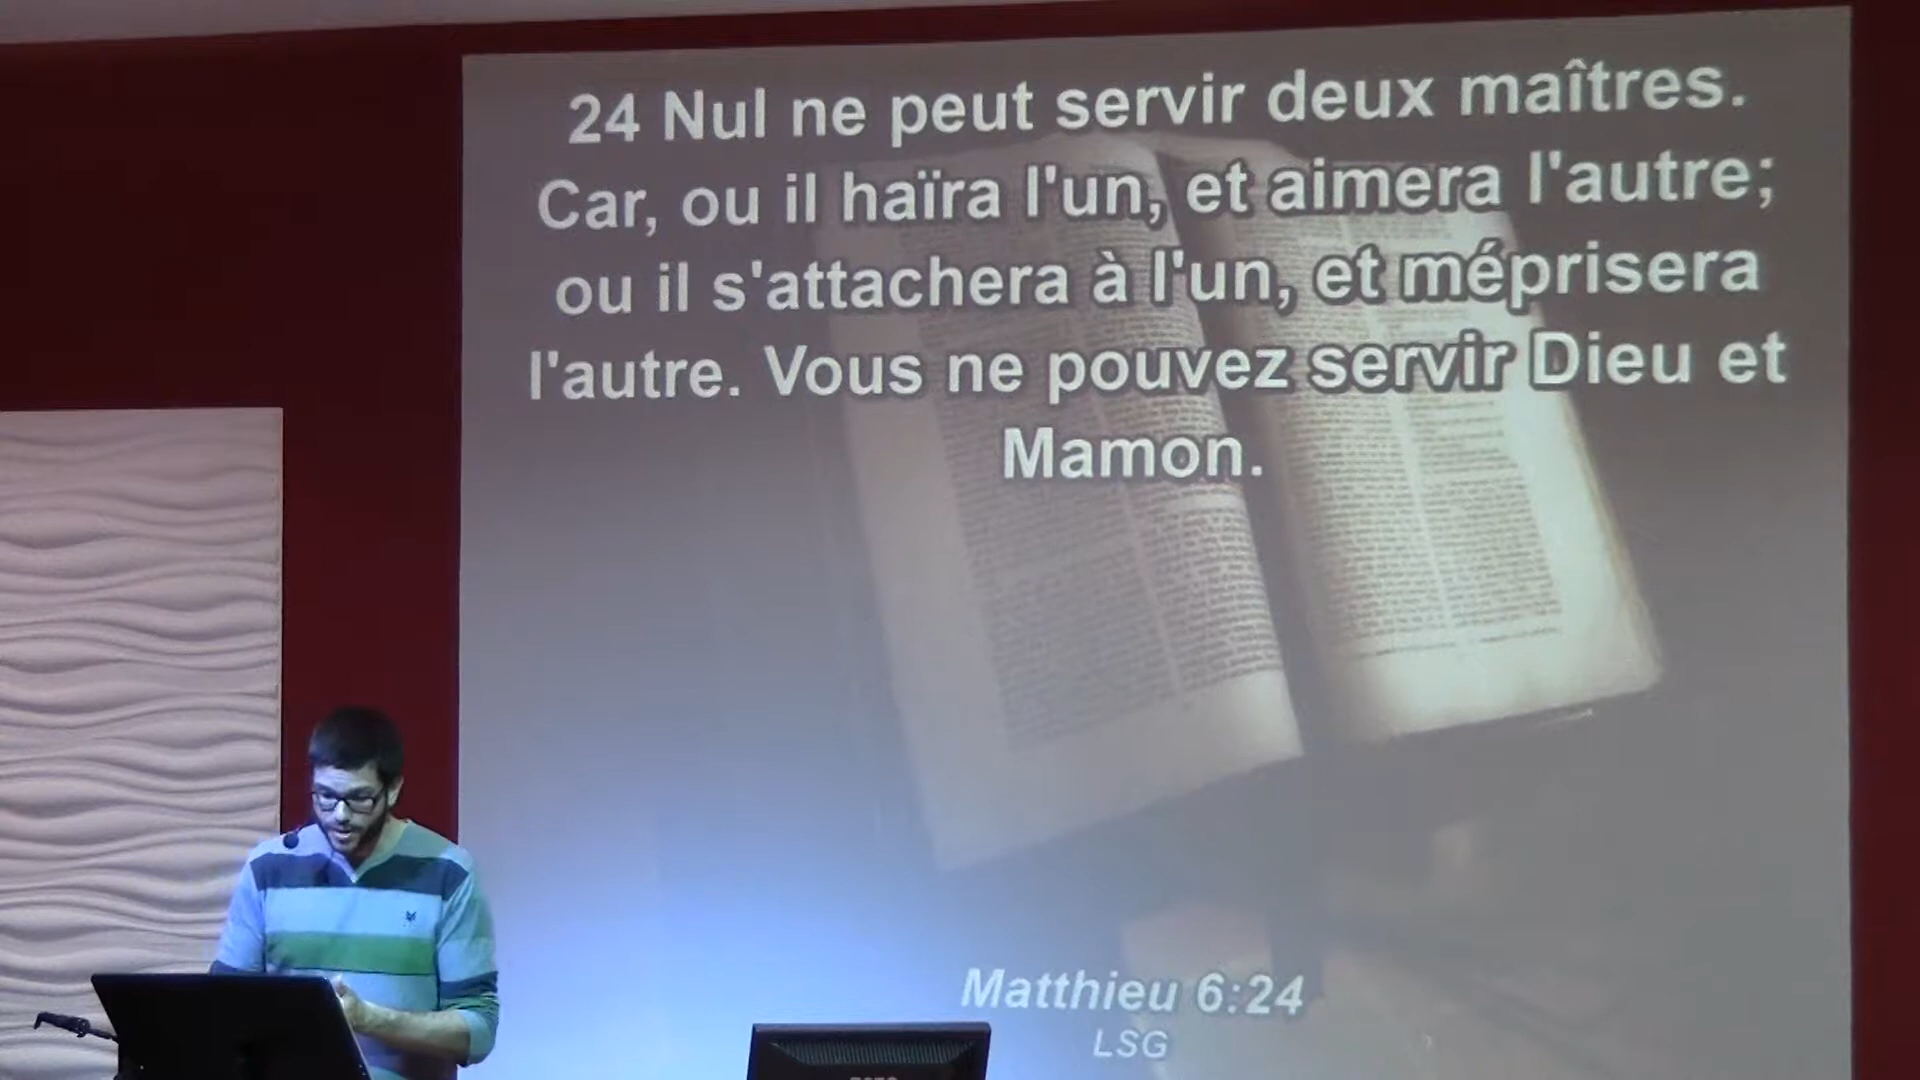 24 Nul ne peut servir deux maîtres.
Car, ou il haïra l'un, et aimera l'autre;
ou il s'attachera à l'un, et méprisera
l'autre. Vous ne pouvez servir Dieu et
Mamon.
Matthieu 6:24
LSG